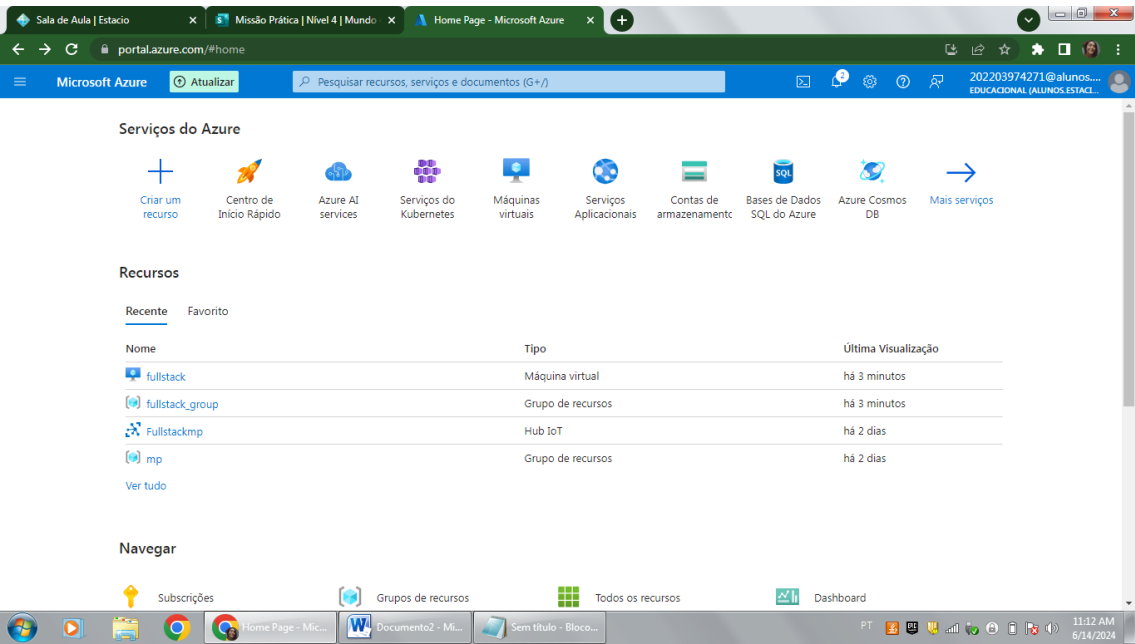 Sala de Aula | Estacio
Missão Prática | Nível 4 | Mundo
Home Page - Microsoft Azure
portal.azure.com/#home
Microsoft Azure
Atualizar
Pesquisar recursos, serviços e documentos (G+/)
2
202203974271@alunos....
EDUCACIONAL (ALUNOS.ESTACI...
Serviços do Azure
Criar um
recurso
Centro de
Início Rápido
Azure AI
services
Serviços do
Kubernetes
Máquinas
virtuais
Serviços
Aplicacionais
Contas de
armazenamento
SQL
Bases de Dados
SQL do Azure
Azure Cosmos
DB
Mais serviços
Recursos
Recente Favorito
Nome Tipo Última Visualização
fullstack Máquina virtual há 3 minutos
fullstack_group Grupo de recursos há 3 minutos
Fullstackmp Hub IoT há 2 dias
mp Grupo de recursos há 2 dias
Ver tudo
Navegar
Subscrições Grupos de recursos Todos os recursos Dashboard
Home Page - Mic...
Documento2 - Mi...
Sem título - Bloco...
PT
11:12 AM
6/14/2024